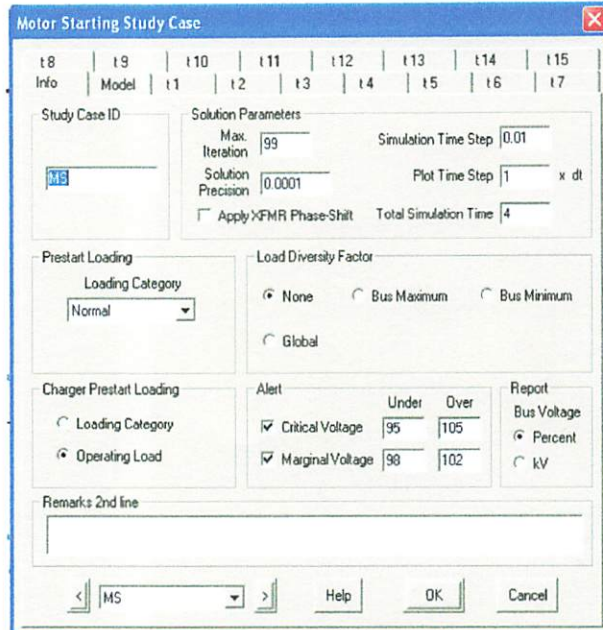 Motor Starting Study Case
t8 t9 t10 t11 t12 t13 t14 t15
Info Model t1 t2 t3 t4 t5 t6 t7
Study Case ID
MS
Solution Parameters
Max. Iteration 99
Solution Precision 0.0001
Apply XFMR Phase-Shift
Simulation Time Step 0.01
Plot Time Step 1 x dt
Total Simulation Time 4
Prestart Loading
Loading Category
Normal
Load Diversity Factor
None Bus Maximum Bus Minimum
Global
Charger Prestart Loading
Loading Category
Operating Load
Alert
Under Over
Critical Voltage 95 105
Marginal Voltage 98 102
Report
Bus Voltage
Percent
kV
Remarks 2nd line
< MS > Help OK Cancel